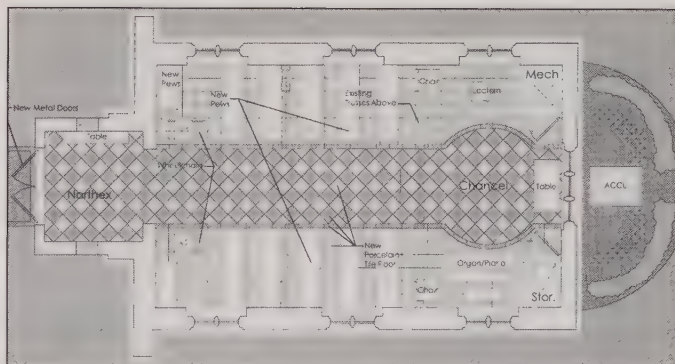 New
Pews
New
Pews
Existing
Trusses Above
Choir
Lectern
Mech
New Metal Doors
Table
Narthex
Chancel
Table
ACCU
New
Porcelain
Tile Floor
Organ/Piano
Choir
Stor.